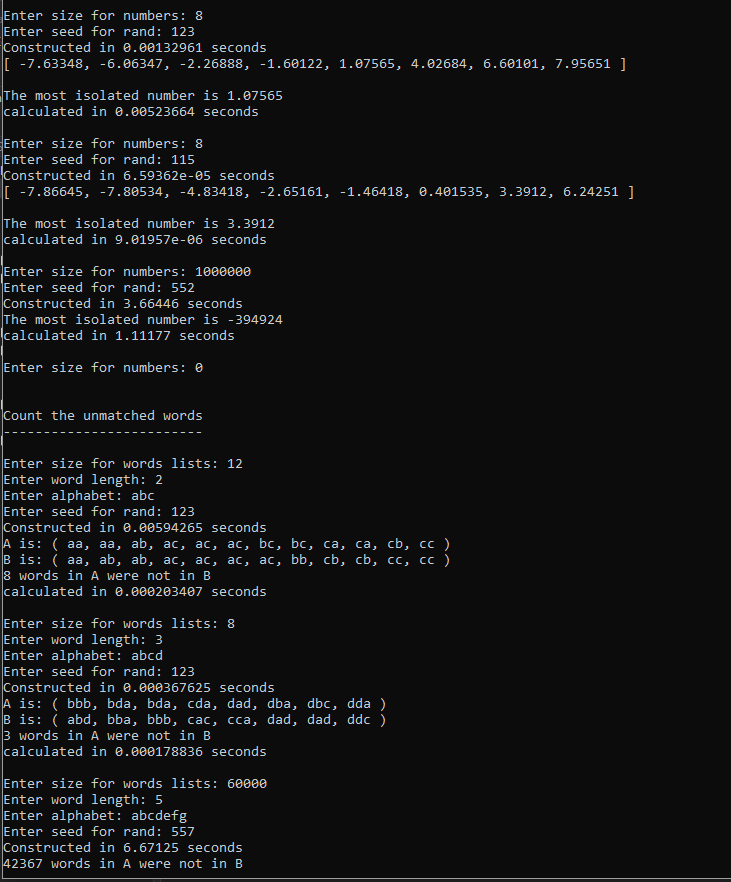 Enter size for numbers: 8
Enter seed for rand: 123
Constructed in 0.00132961 seconds
[ -7.63348, -6.06347, -2.26888, -1.60122, 1.07565, 4.02684, 6.60101, 7.95651 ]
The most isolated number is 1.07565
calculated in 0.00523664 seconds
Enter size for numbers: 8
Enter seed for rand: 115
Constructed in 6.59362e-05 seconds
[ -7.86645, -7.80534, -4.83418, -2.65161, -1.46418, 0.401535, 3.3912, 6.24251 ]
The most isolated number is 3.3912
calculated in 9.01957e-06 seconds
Enter size for numbers: 1000000
Enter seed for rand: 552
Constructed in 3.66446 seconds
The most isolated number is -394924
calculated in 1.11177 seconds
Enter size for numbers: 0
Count the unmatched words
-------------------------
Enter size for words lists: 12
Enter word length: 2
Enter alphabet: abc
Enter seed for rand: 123
Constructed in 0.00594265 seconds
A is: ( aa, aa, ab, ac, ac, ac, bc, bc, ca, ca, cb, cc )
B is: ( aa, ab, ab, ac, ac, ac, ac, bb, cb, cb, cc, cc )
8 words in A were not in B
calculated in 0.000203407 seconds
Enter size for words lists: 8
Enter word length: 3
Enter alphabet: abcd
Enter seed for rand: 123
Constructed in 0.000367625 seconds
A is: ( bbb, bda, bda, cda, dad, dba, dbc, dda )
B is: ( abd, bba, bbb, cac, cca, dad, dad, ddc )
3 words in A were not in B
calculated in 0.000178836 seconds
Enter size for words lists: 60000
Enter word length: 5
Enter alphabet: abcdefg
Enter seed for rand: 557
Constructed in 6.67125 seconds
42367 words in A were not in B